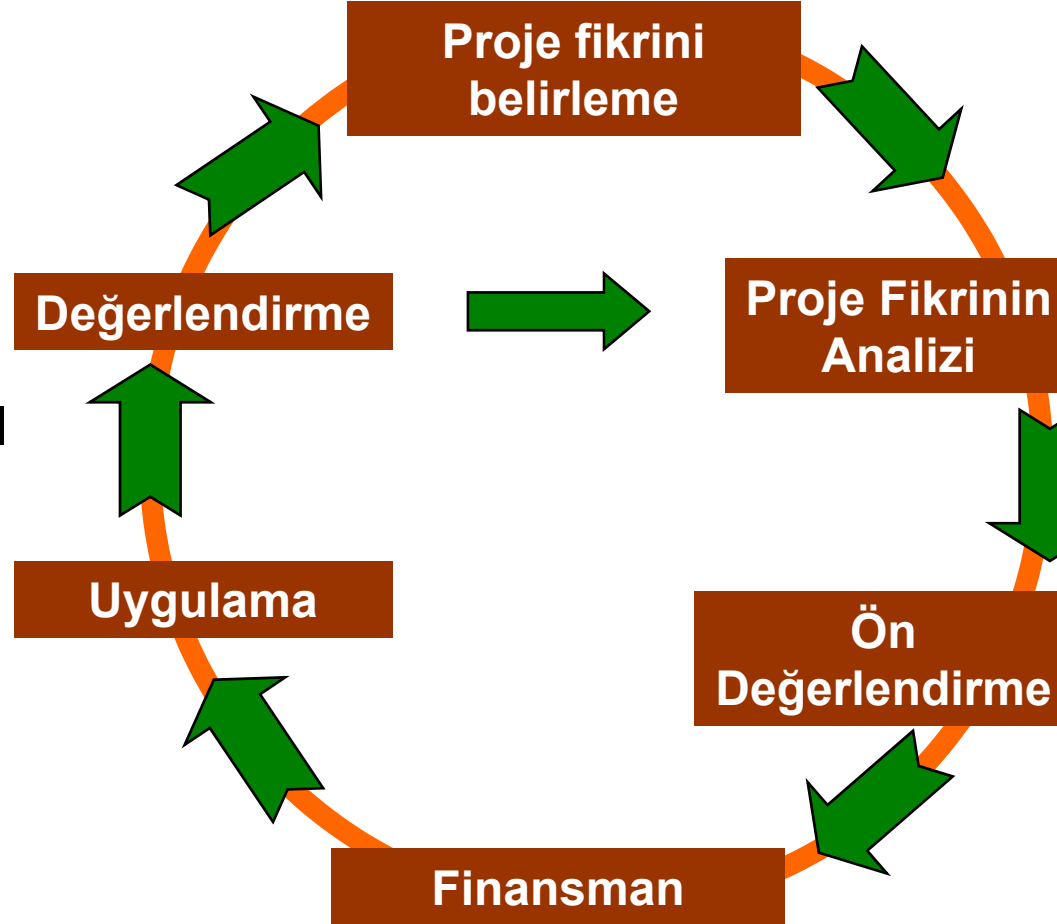 Proje fikrini
belirleme
Değerlendirme
Proje Fikrinin
Analizi
Uygulama
Ön
Değerlendirme
Finansman